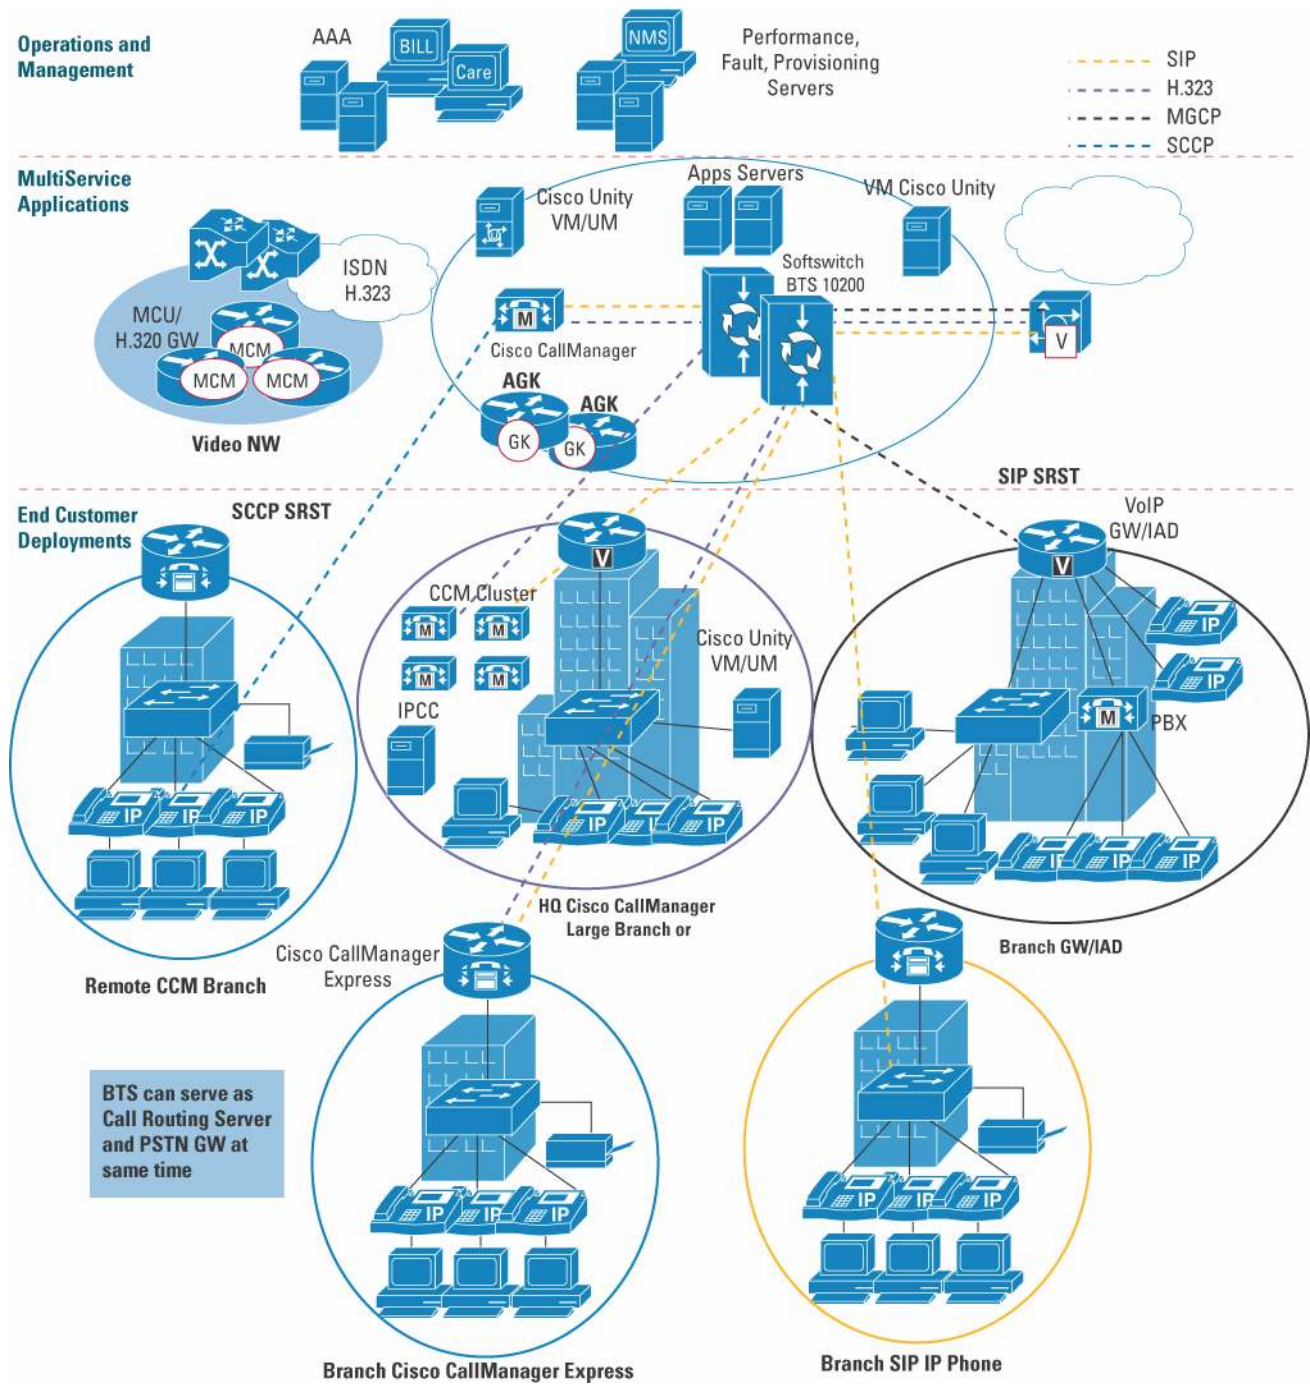 Operations and
Management
AAA
BILL
Care
NMS
Performance,
Fault, Provisioning
Servers
SIP
H.323
MGCP
SCCP
MultiService
Applications
Cisco Unity
VM/UM
Apps Servers
VM Cisco Unity
ISDN
H.323
Softswitch
BTS 10200
MCU/
H.320 GW
MCM
MCM
MCM
M
Cisco CallManager
V
AGK
AGK
GK
GK
Video NW
SIP SRST
End Customer
Deployments
SCCP SRST
VoIP
GW/IAD
V
V
CCM Cluster
M
M
M
M
Cisco Unity
VM/UM
IPCC
IP
IP
M
PBX
IP
IP
IP
IP
IP
IP
IP
IP
IP
HQ Cisco CallManager
Large Branch or
Branch GW/IAD
Cisco CallManager
Express
Remote CCM Branch
BTS can serve as
Call Routing Server
and PSTN GW at
same time
IP
IP
IP
IP
IP
IP
Branch Cisco CallManager Express
Branch SIP IP Phone